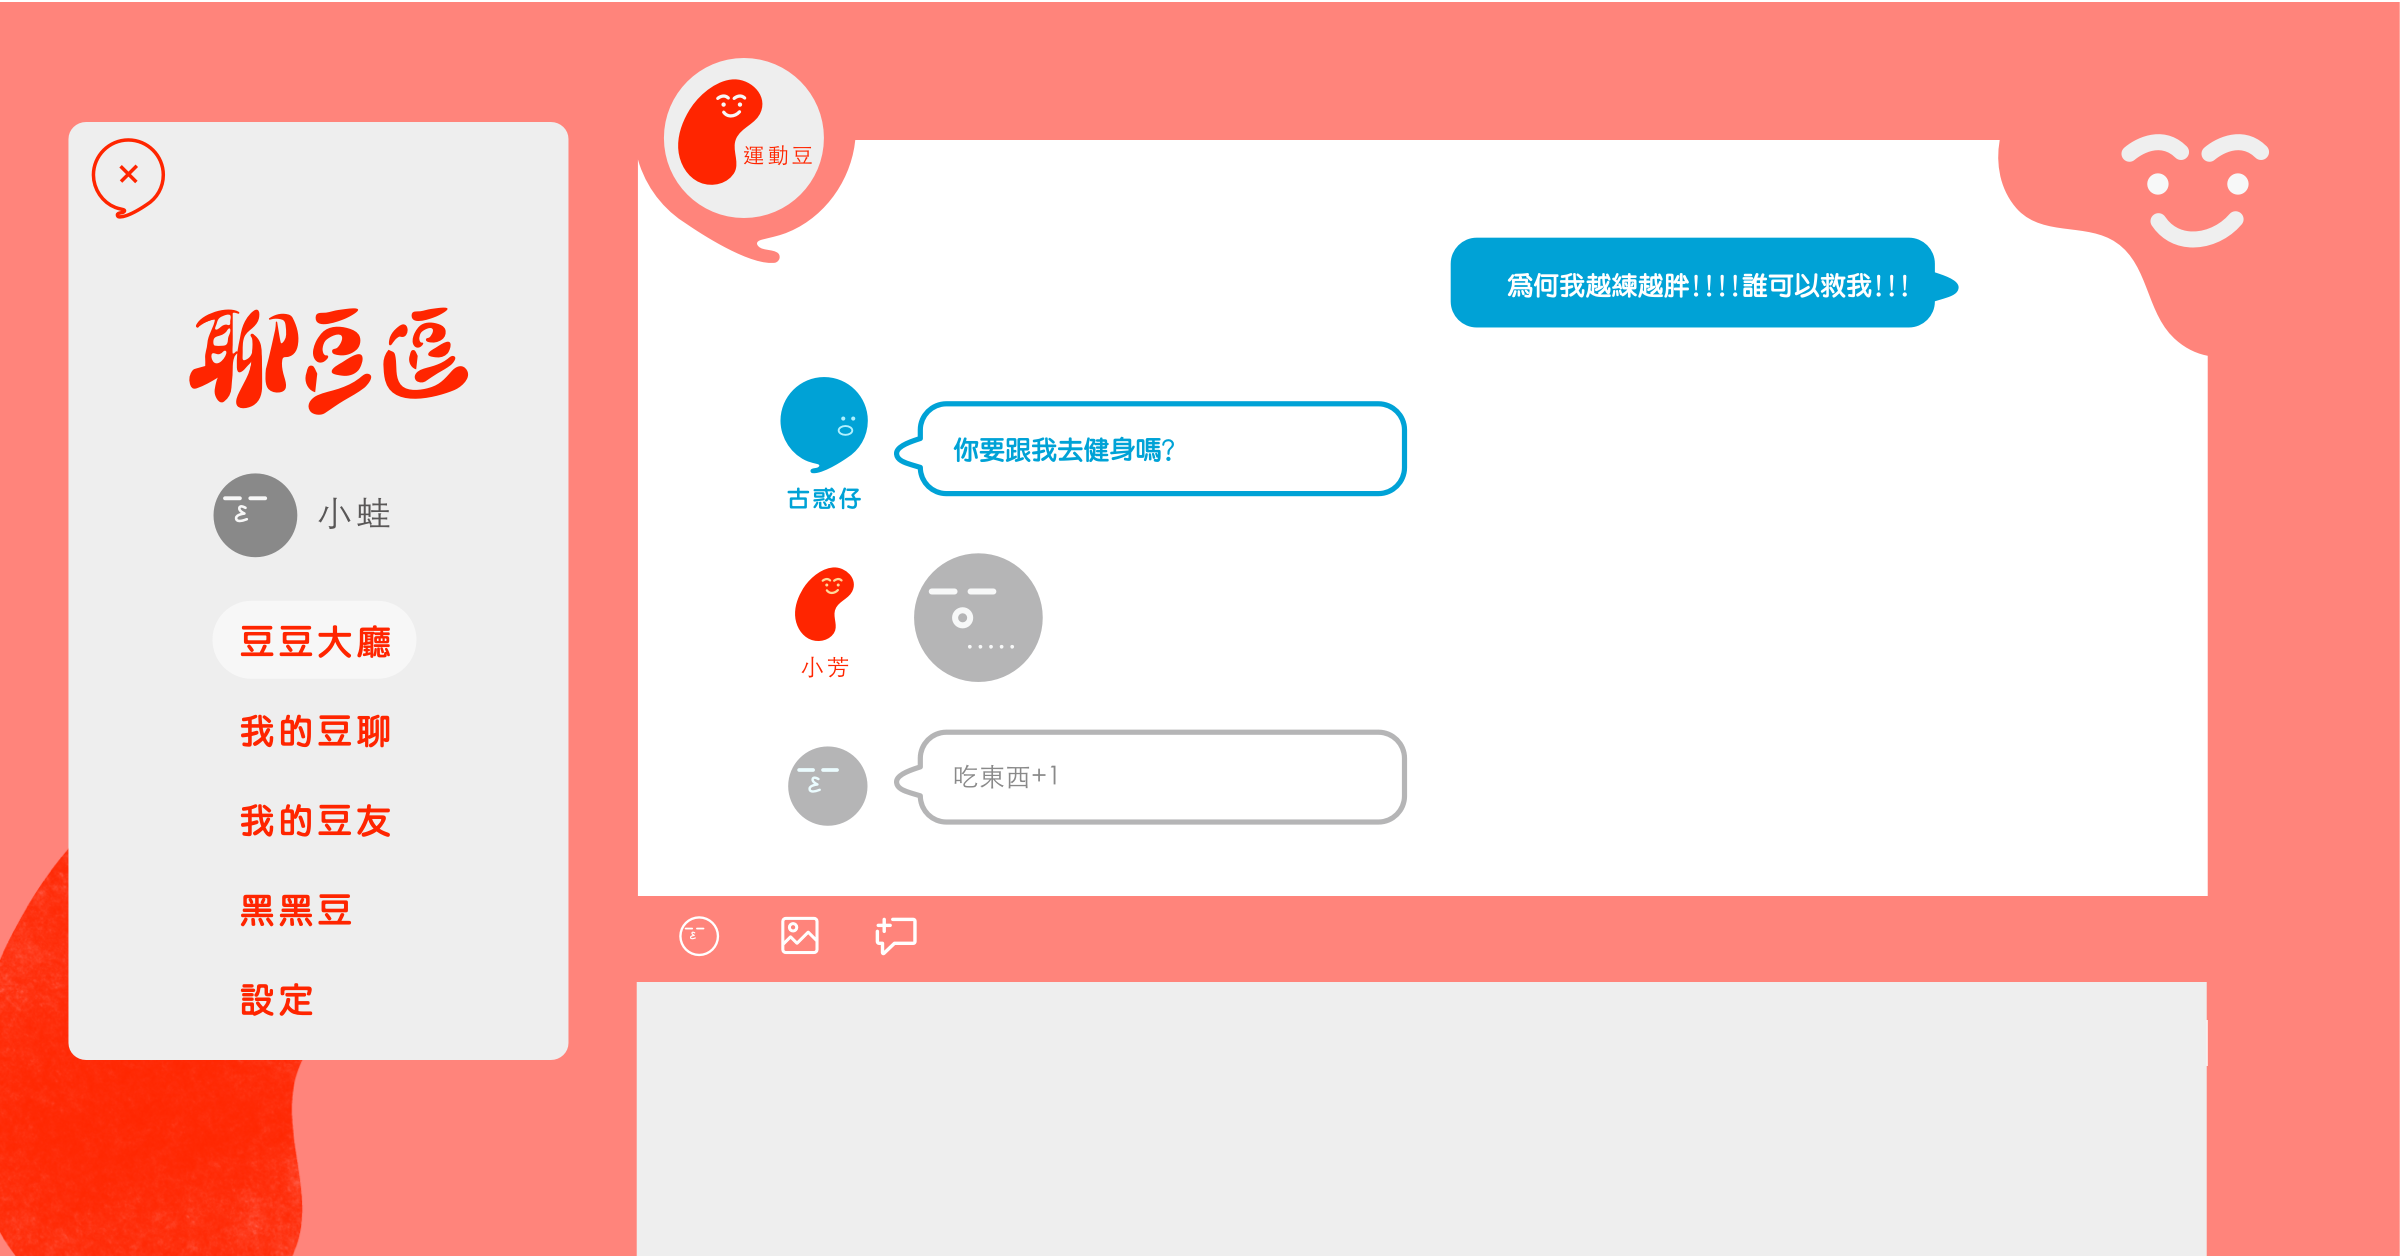 聊豆逗
小蛙
豆豆大廳
我的豆聊
我的豆友
黑黑豆
設定
運動豆
為何我越練越胖!!!!誰可以救我!!!
你要跟我去健身嗎?
古惑仔
小芳
吃東西+1